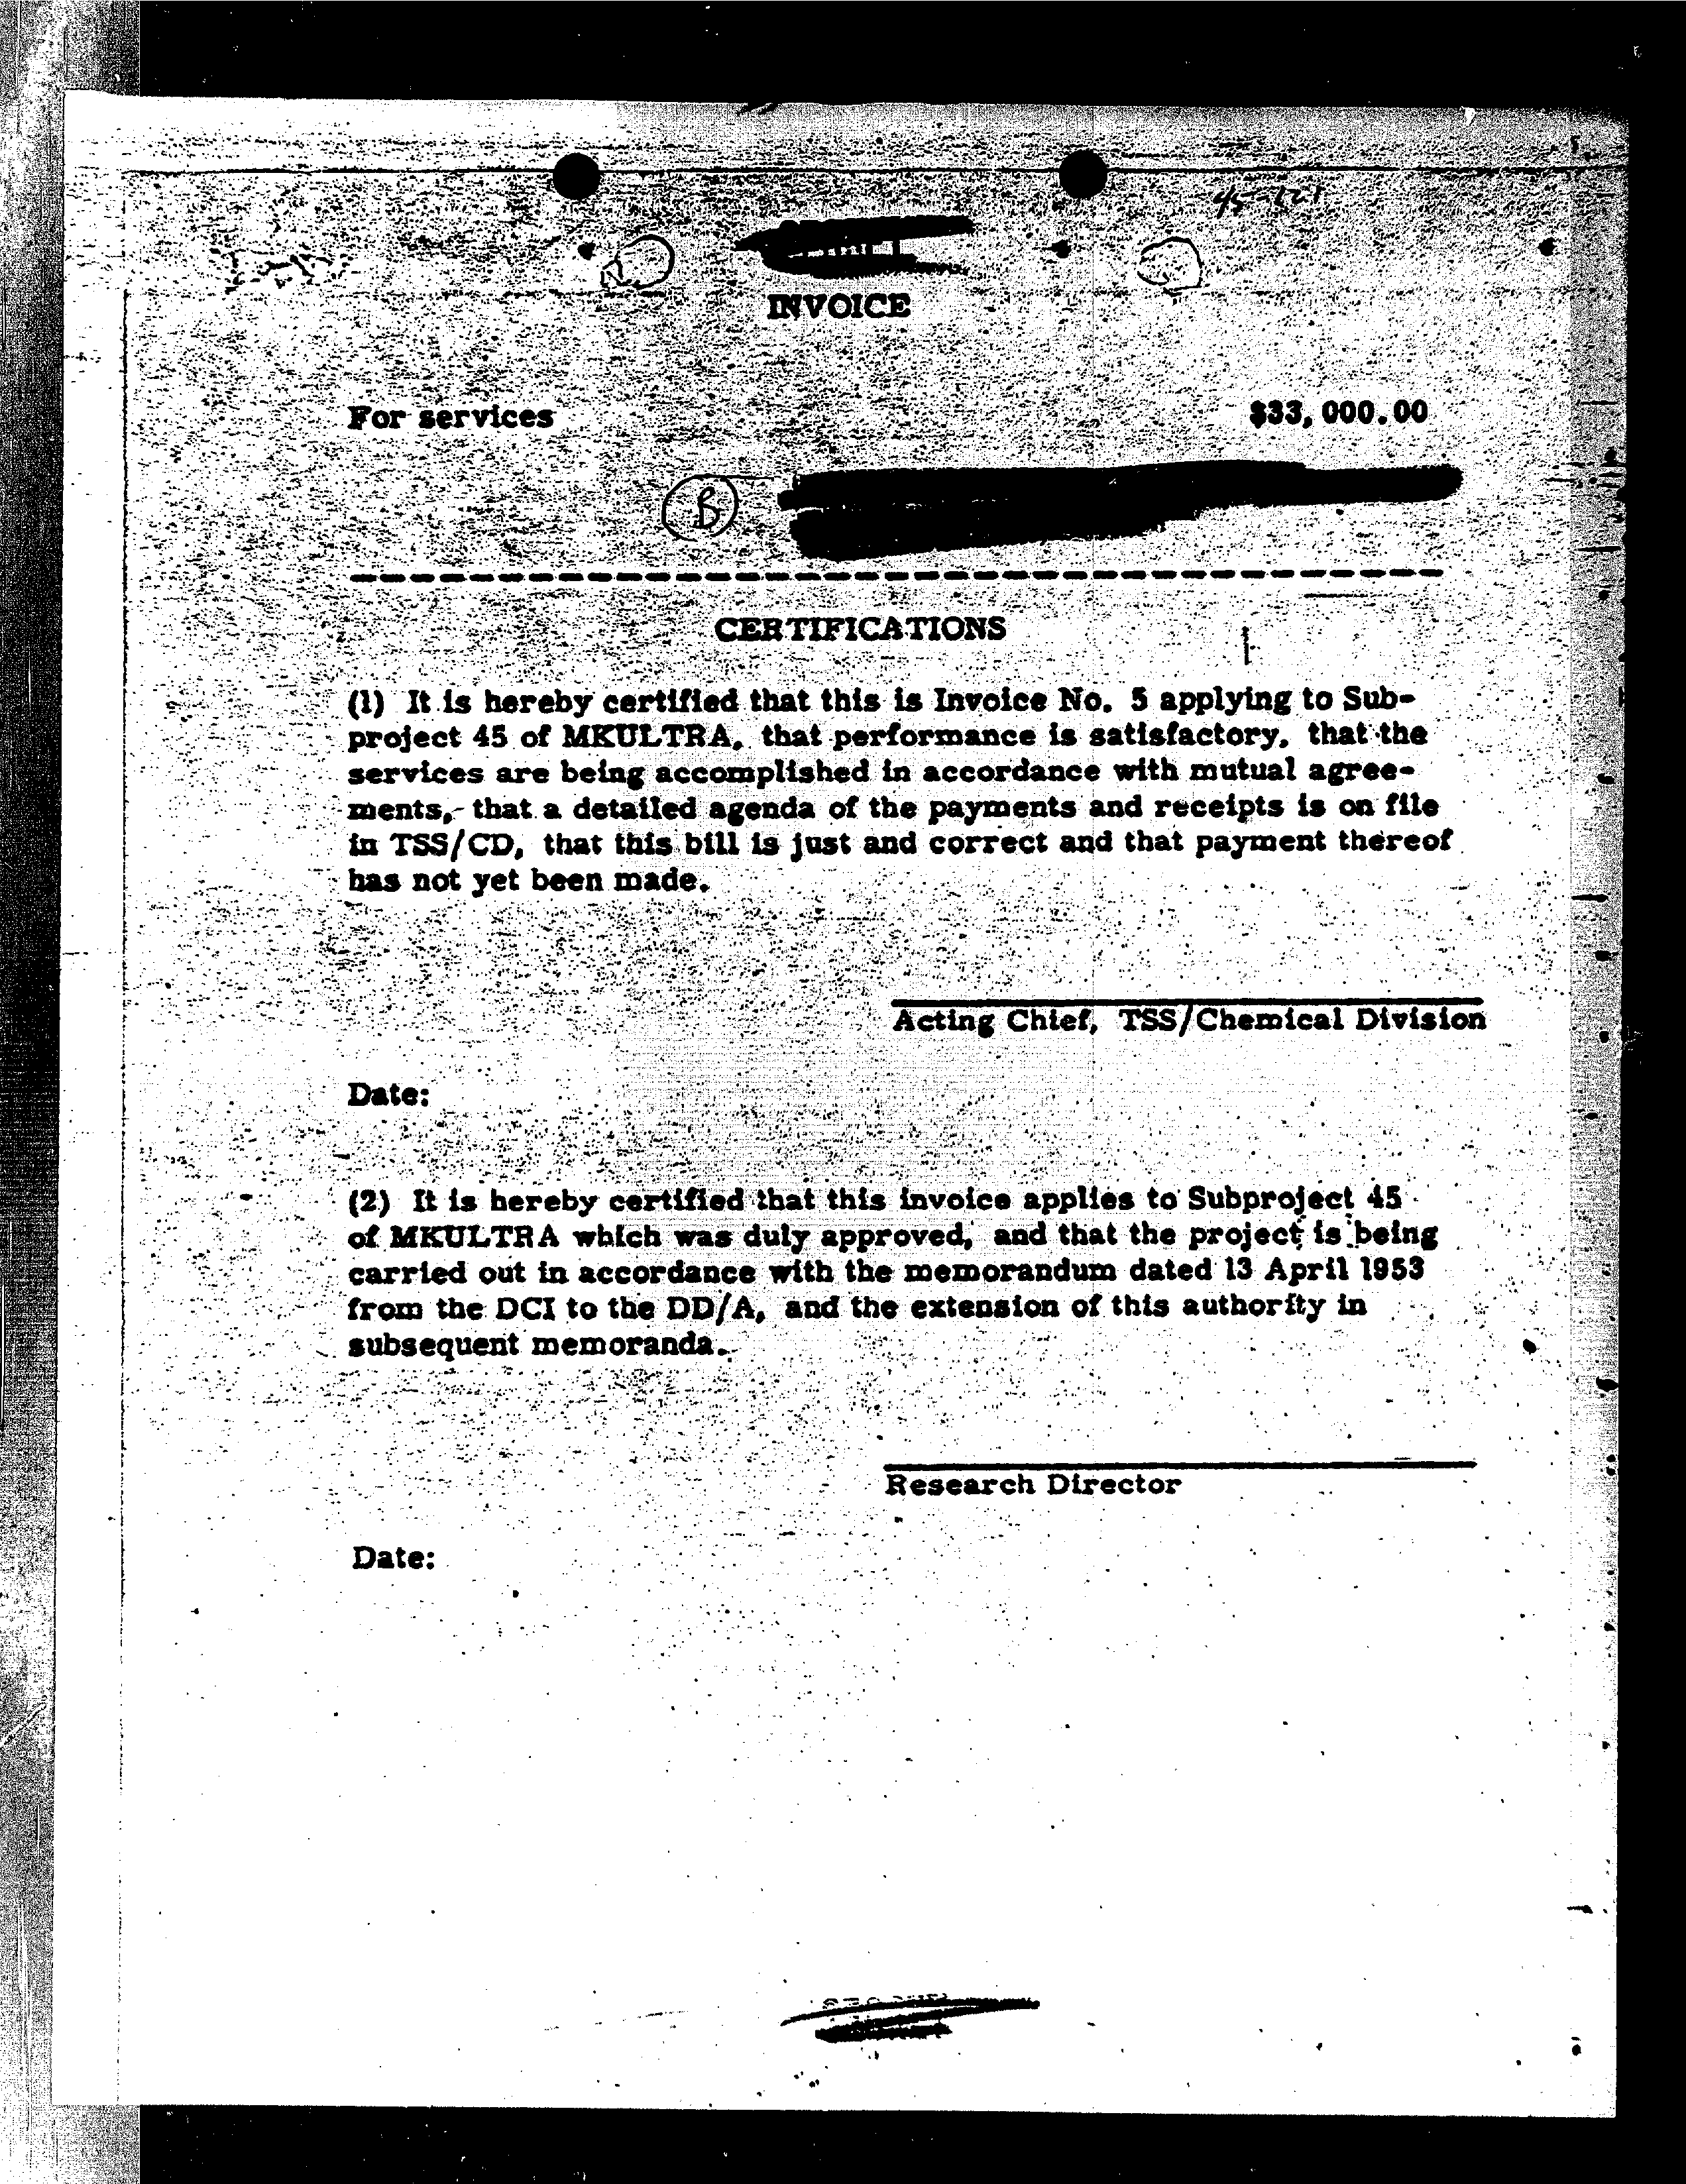 INVOICE
For services $33,000.00
B
CERTIFICATIONS
(1) It is hereby certified that this is Invoice No. 5 applying to Sub-
project 45 of MKULTRA, that performance is satisfactory, that the
services are being accomplished in accordance with mutual agree-
ments, that a detailed agenda of the payments and receipts is on file
in TSS/CD, that this bill is just and correct and that payment thereof
has not yet been made.
Acting Chief, TSS/Chemical Division
Date:
(2) It is hereby certified that this invoice applies to Subproject 45
of MKULTRA which was duly approved, and that the project is being
carried out in accordance with the memorandum dated 13 April 1953
from the DCI to the DD/A, and the extension of this authority in
subsequent memoranda.
Research Director
Date: